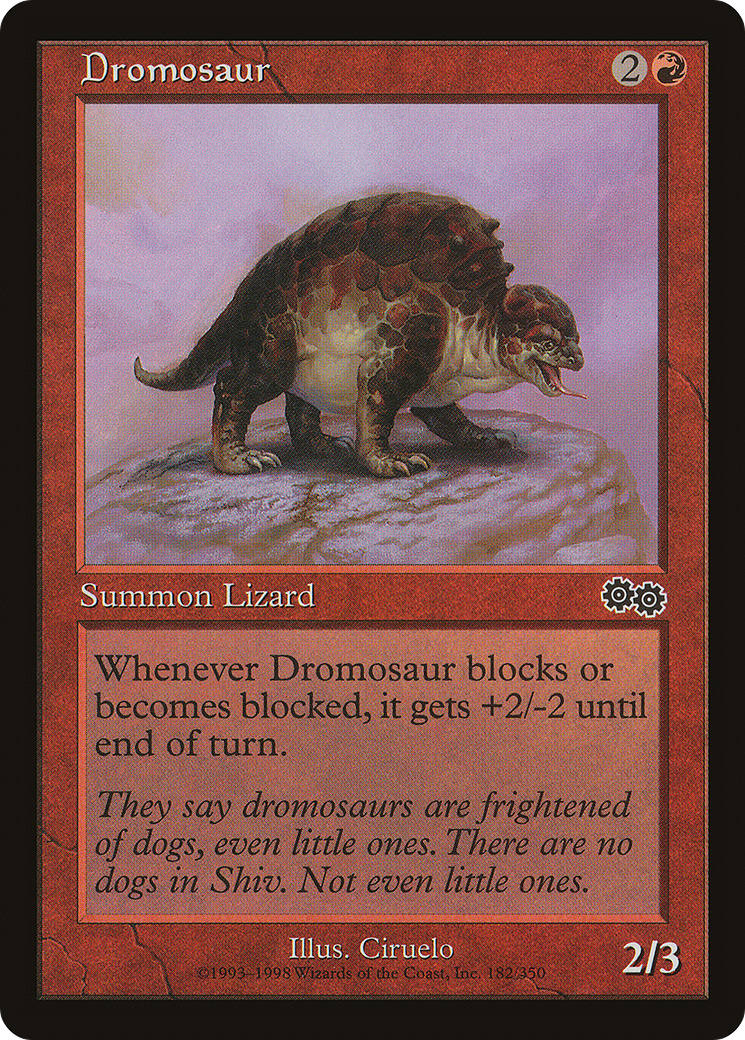 Dromosaur
2
Summon Lizard
Whenever Dromosaur blocks or
becomes blocked, it gets +2/-2 until
end of turn.
They say dromosaurs are frightened
of dogs, even little ones. There are no
dogs in Shiv. Not even little ones.
Illus. Ciruelo
©1993–1998 Wizards of the Coast, Inc. 182/350
2/3